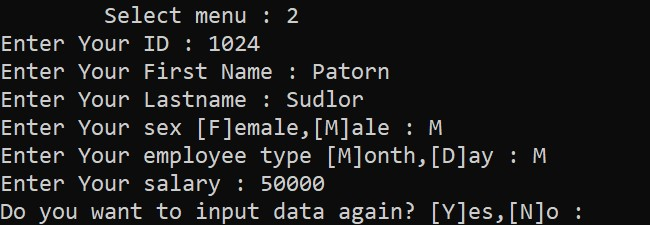 Select menu : 2
Enter Your ID : 1024
Enter Your First Name : Patorn
Enter Your Lastname : Sudlor
Enter Your sex [F]emale,[M]ale : M
Enter Your employee type [M]onth,[D]ay : M
Enter Your salary : 50000
Do you want to input data again? [Y]es,[N]o :